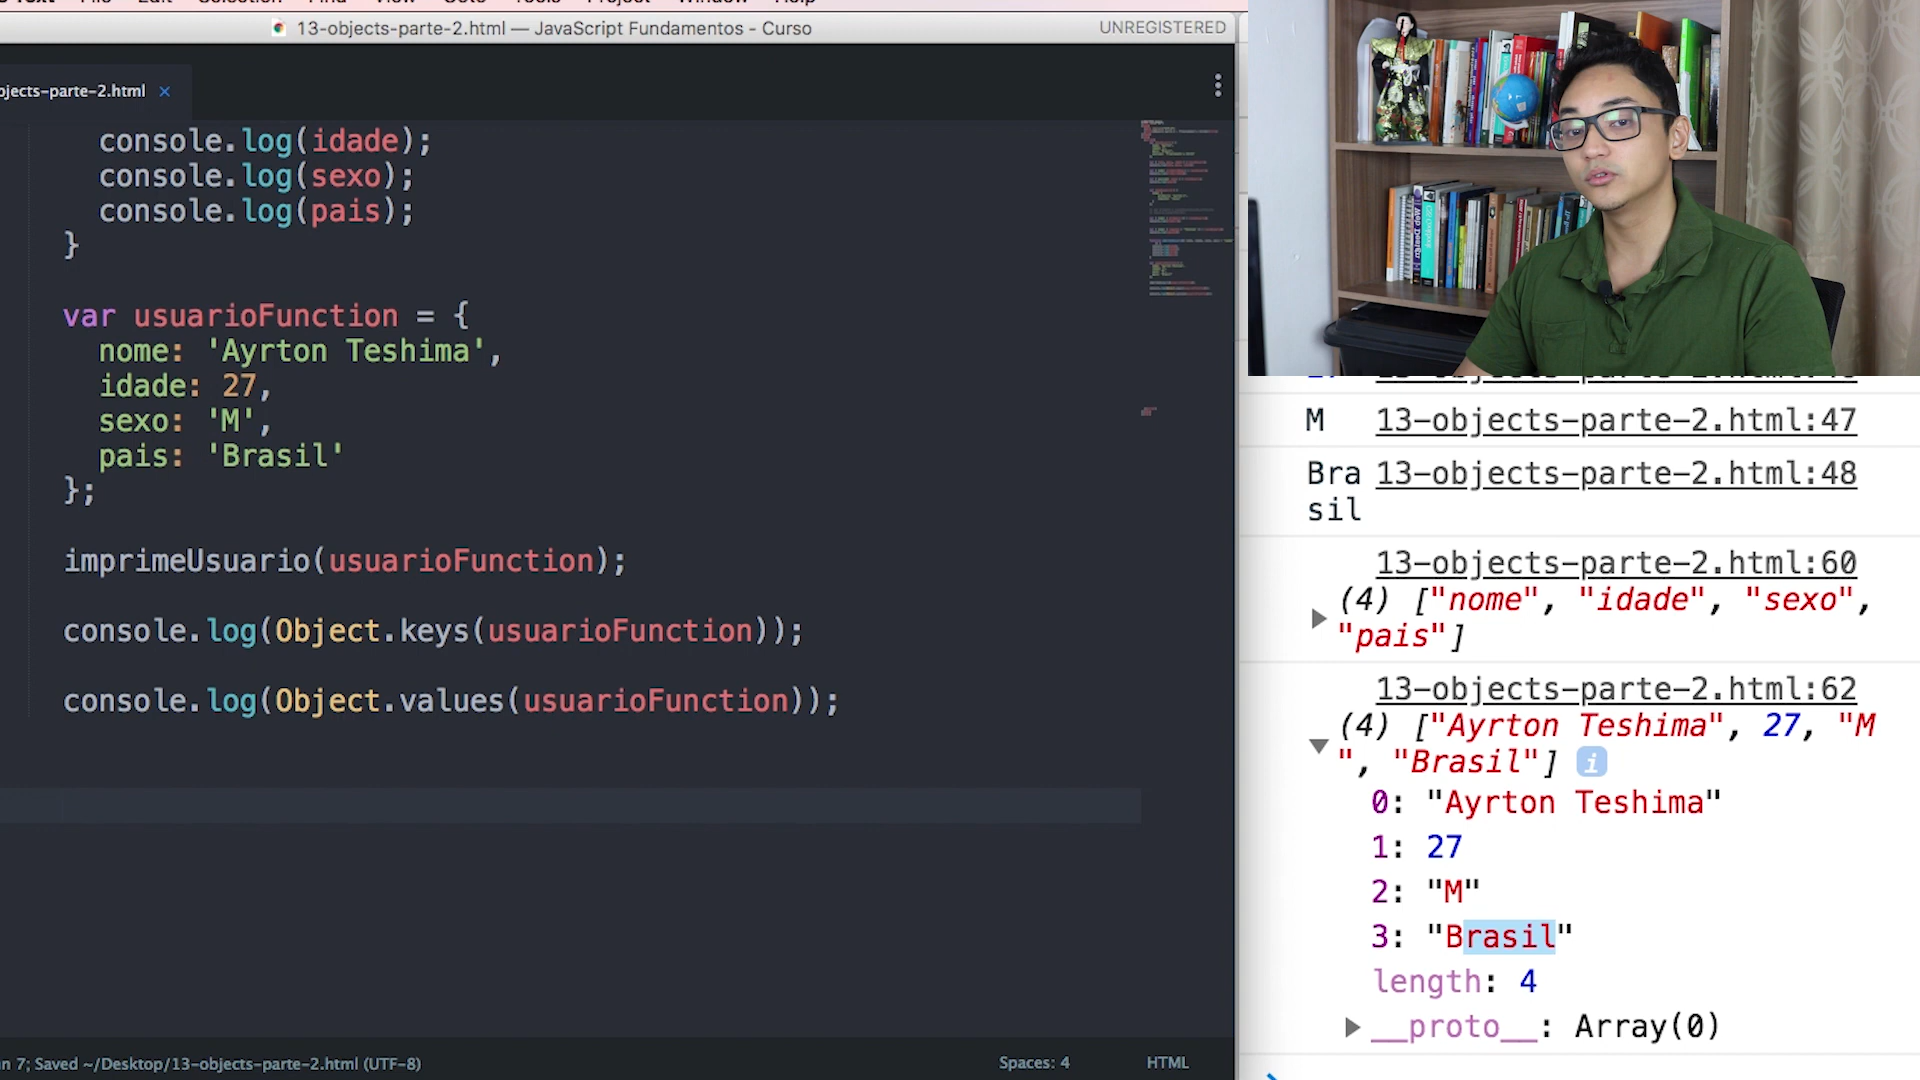 13-objects-parte-2.html — JavaScript Fundamentos - Curso
UNREGISTERED
bjects-parte-2.html ×
console.log(idade);
console.log(sexo);
console.log(pais);
}
var usuarioFunction = {
nome: 'Ayrton Teshima',
idade: 27,
sexo: 'M',
pais: 'Brasil'
};
imprimeUsuario(usuarioFunction);
console.log(Object.keys(usuarioFunction));
console.log(Object.values(usuarioFunction));
n 7; Saved ~/Desktop/13-objects-parte-2.html (UTF-8)
Spaces: 4
HTML
M 13-objects-parte-2.html:47
Bra 13-objects-parte-2.html:48
sil
13-objects-parte-2.html:60
(4) ["nome", "idade", "sexo",
"pais"]
13-objects-parte-2.html:62
(4) ["Ayrton Teshima", 27, "M
", "Brasil"] i
0: "Ayrton Teshima"
1: 27
2: "M"
3: "Brasil"
length: 4
__proto__: Array(0)